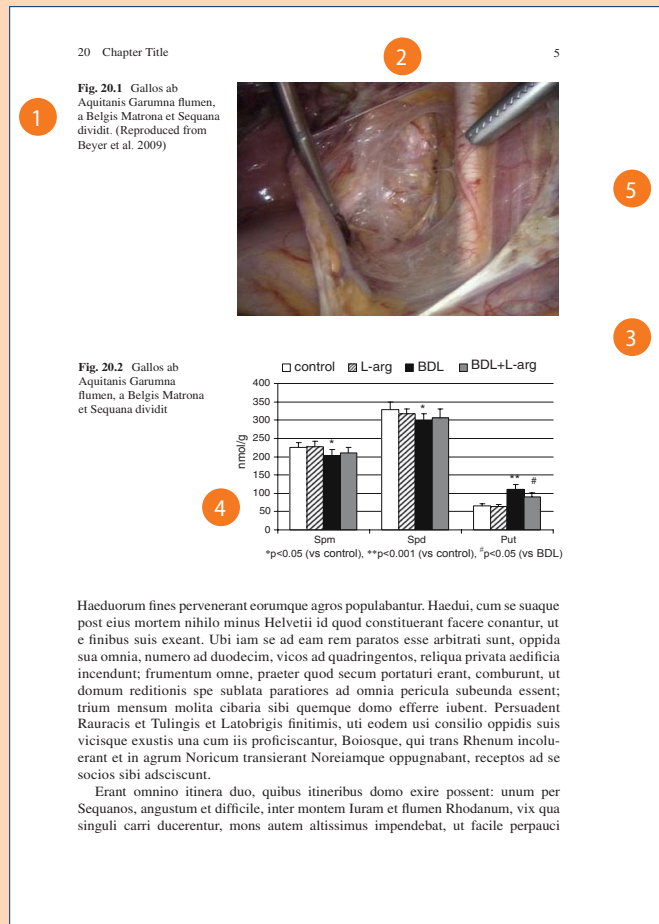 20 Chapter Title 5
2
Fig. 20.1 Gallos ab
Aquitanis Garumna flumen,
a Belgis Matrona et Sequana
dividit. (Reproduced from
Beyer et al. 2009)
1
5
3
Fig. 20.2 Gallos ab
Aquitanis Garumna
flumen, a Belgis Matrona
et Sequana dividit
control L-arg BDL BDL+L-arg
400
350
300
250
200
150
100
50
0
nmol/g
*
*
**
#
4
Spm Spd Put
*p<0.05 (vs control), **p<0.001 (vs control), #p<0.05 (vs BDL)
Haeduorum fines pervenerant eorumque agros populabantur. Haedui, cum se suaque
post eius mortem nihilo minus Helvetii id quod constituerant facere conantur, ut
e finibus suis exeant. Ubi iam se ad eam rem paratos esse arbitrati sunt, oppida
sua omnia, numero ad duodecim, vicos ad quadringentos, reliqua privata aedificia
incendunt; frumentum omne, praeter quod secum portaturi erant, comburunt, ut
domum reditionis spe sublata paratiores ad omnia pericula subeunda essent;
trium mensum molita cibaria sibi quemque domo efferre iubent. Persuadent
Rauracis et Tulingis et Latobrigis finitimis, uti eodem usi consilio oppidis suis
vicisque exustis una cum iis proficiscantur, Boiosque, qui trans Rhenum incolu-
erant et in agrum Noricum transierant Noreiamque oppugnabant, receptos ad se
socios sibi adsciscunt.
Erant omnino itinera duo, quibus itineribus domo exire possent: unum per
Sequanos, angustum et difficile, inter montem Iuram et flumen Rhodanum, vix qua
singuli carri ducerentur, mons autem altissimus impendebat, ut facile perpauci